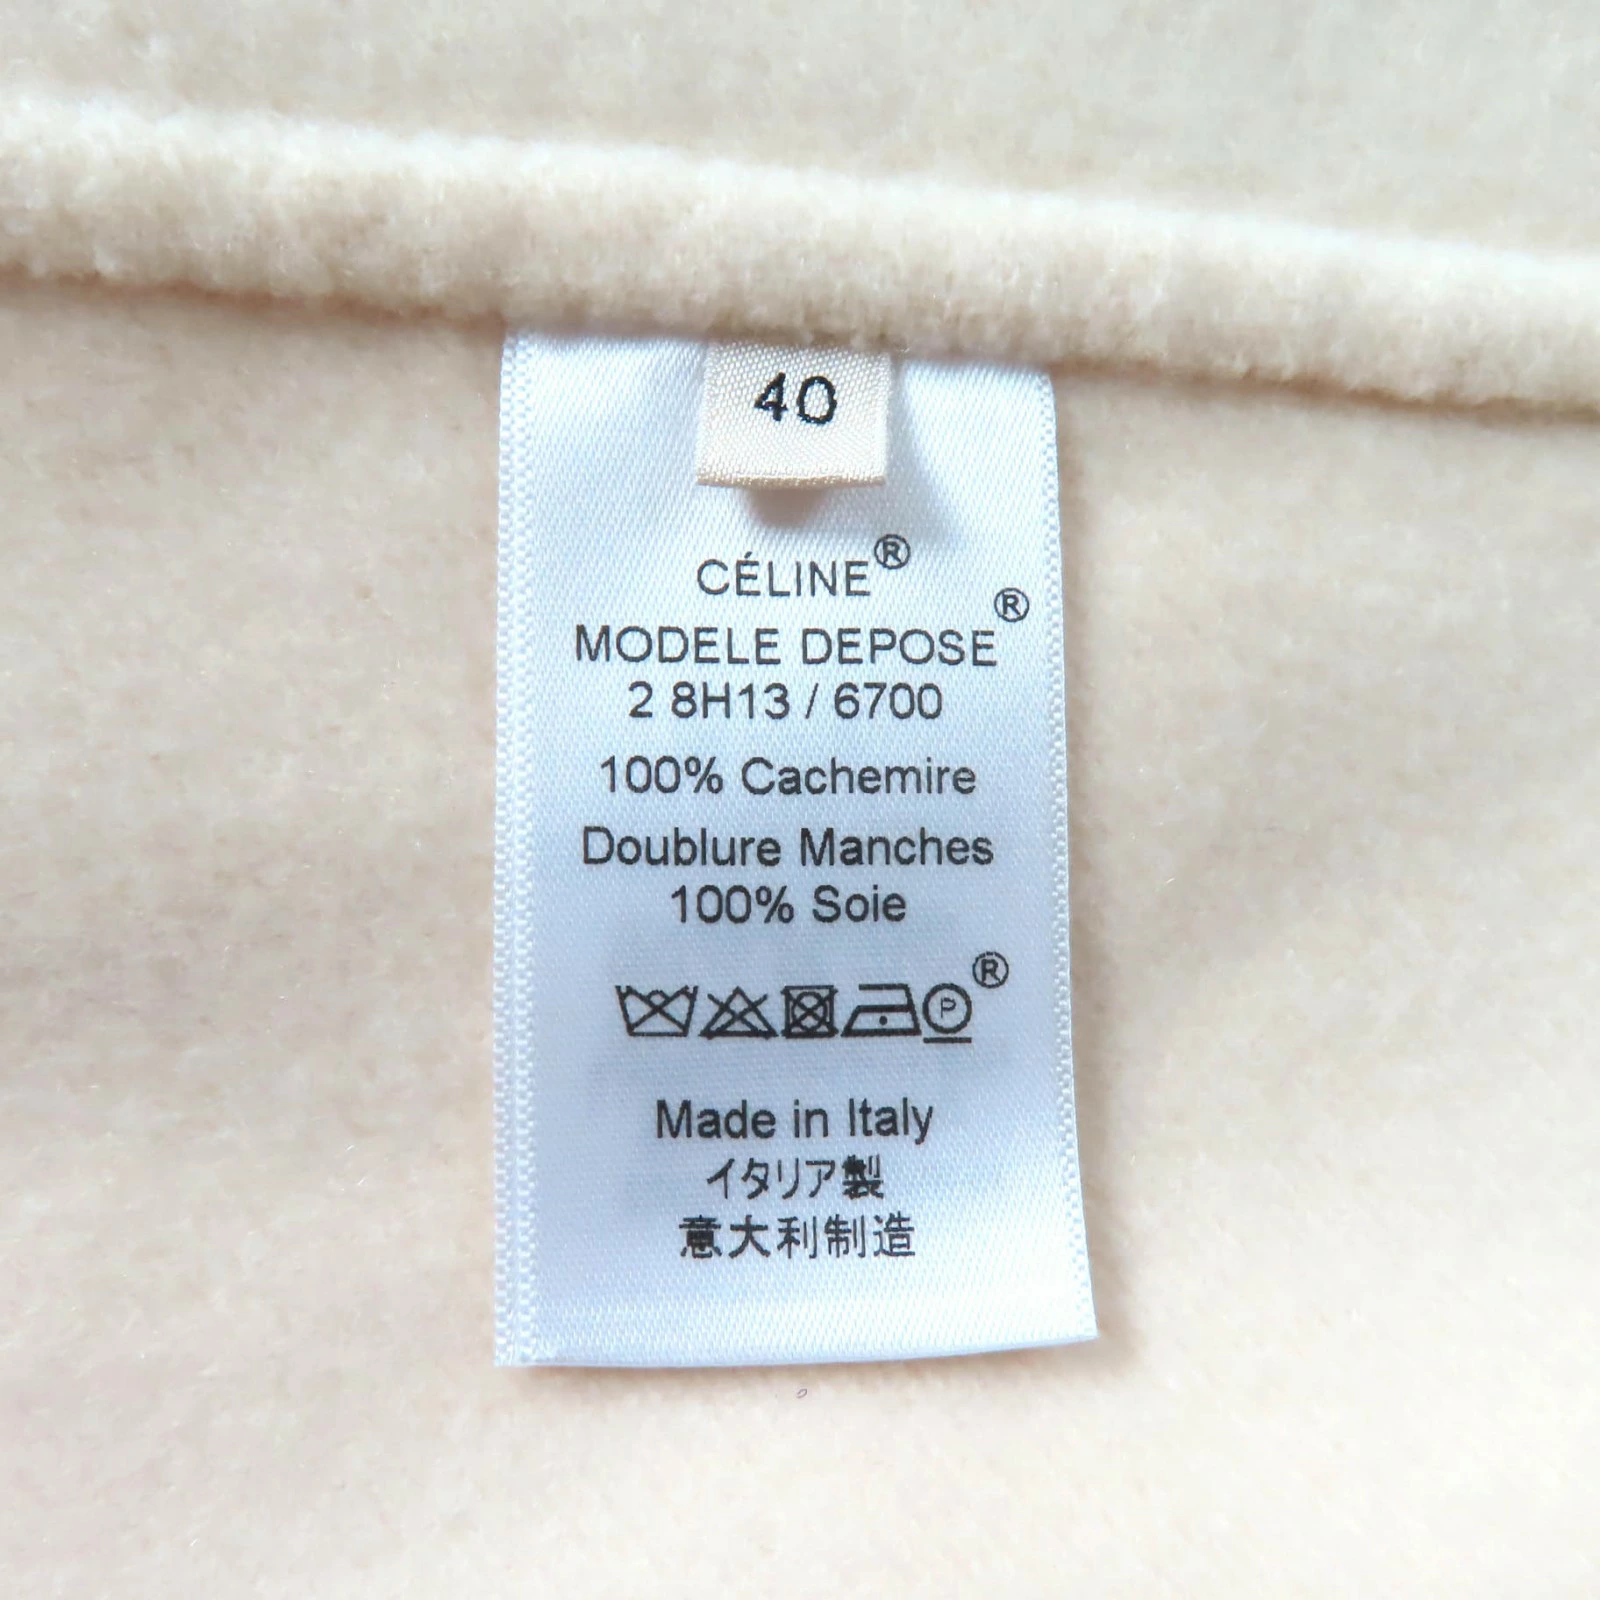 40
CÉLINE®
MODELE DEPOSE®
2 8H13 / 6700
100% Cachemire
Doublure Manches
100% Soie
P ®
Made in Italy
イタリア製
意大利制造